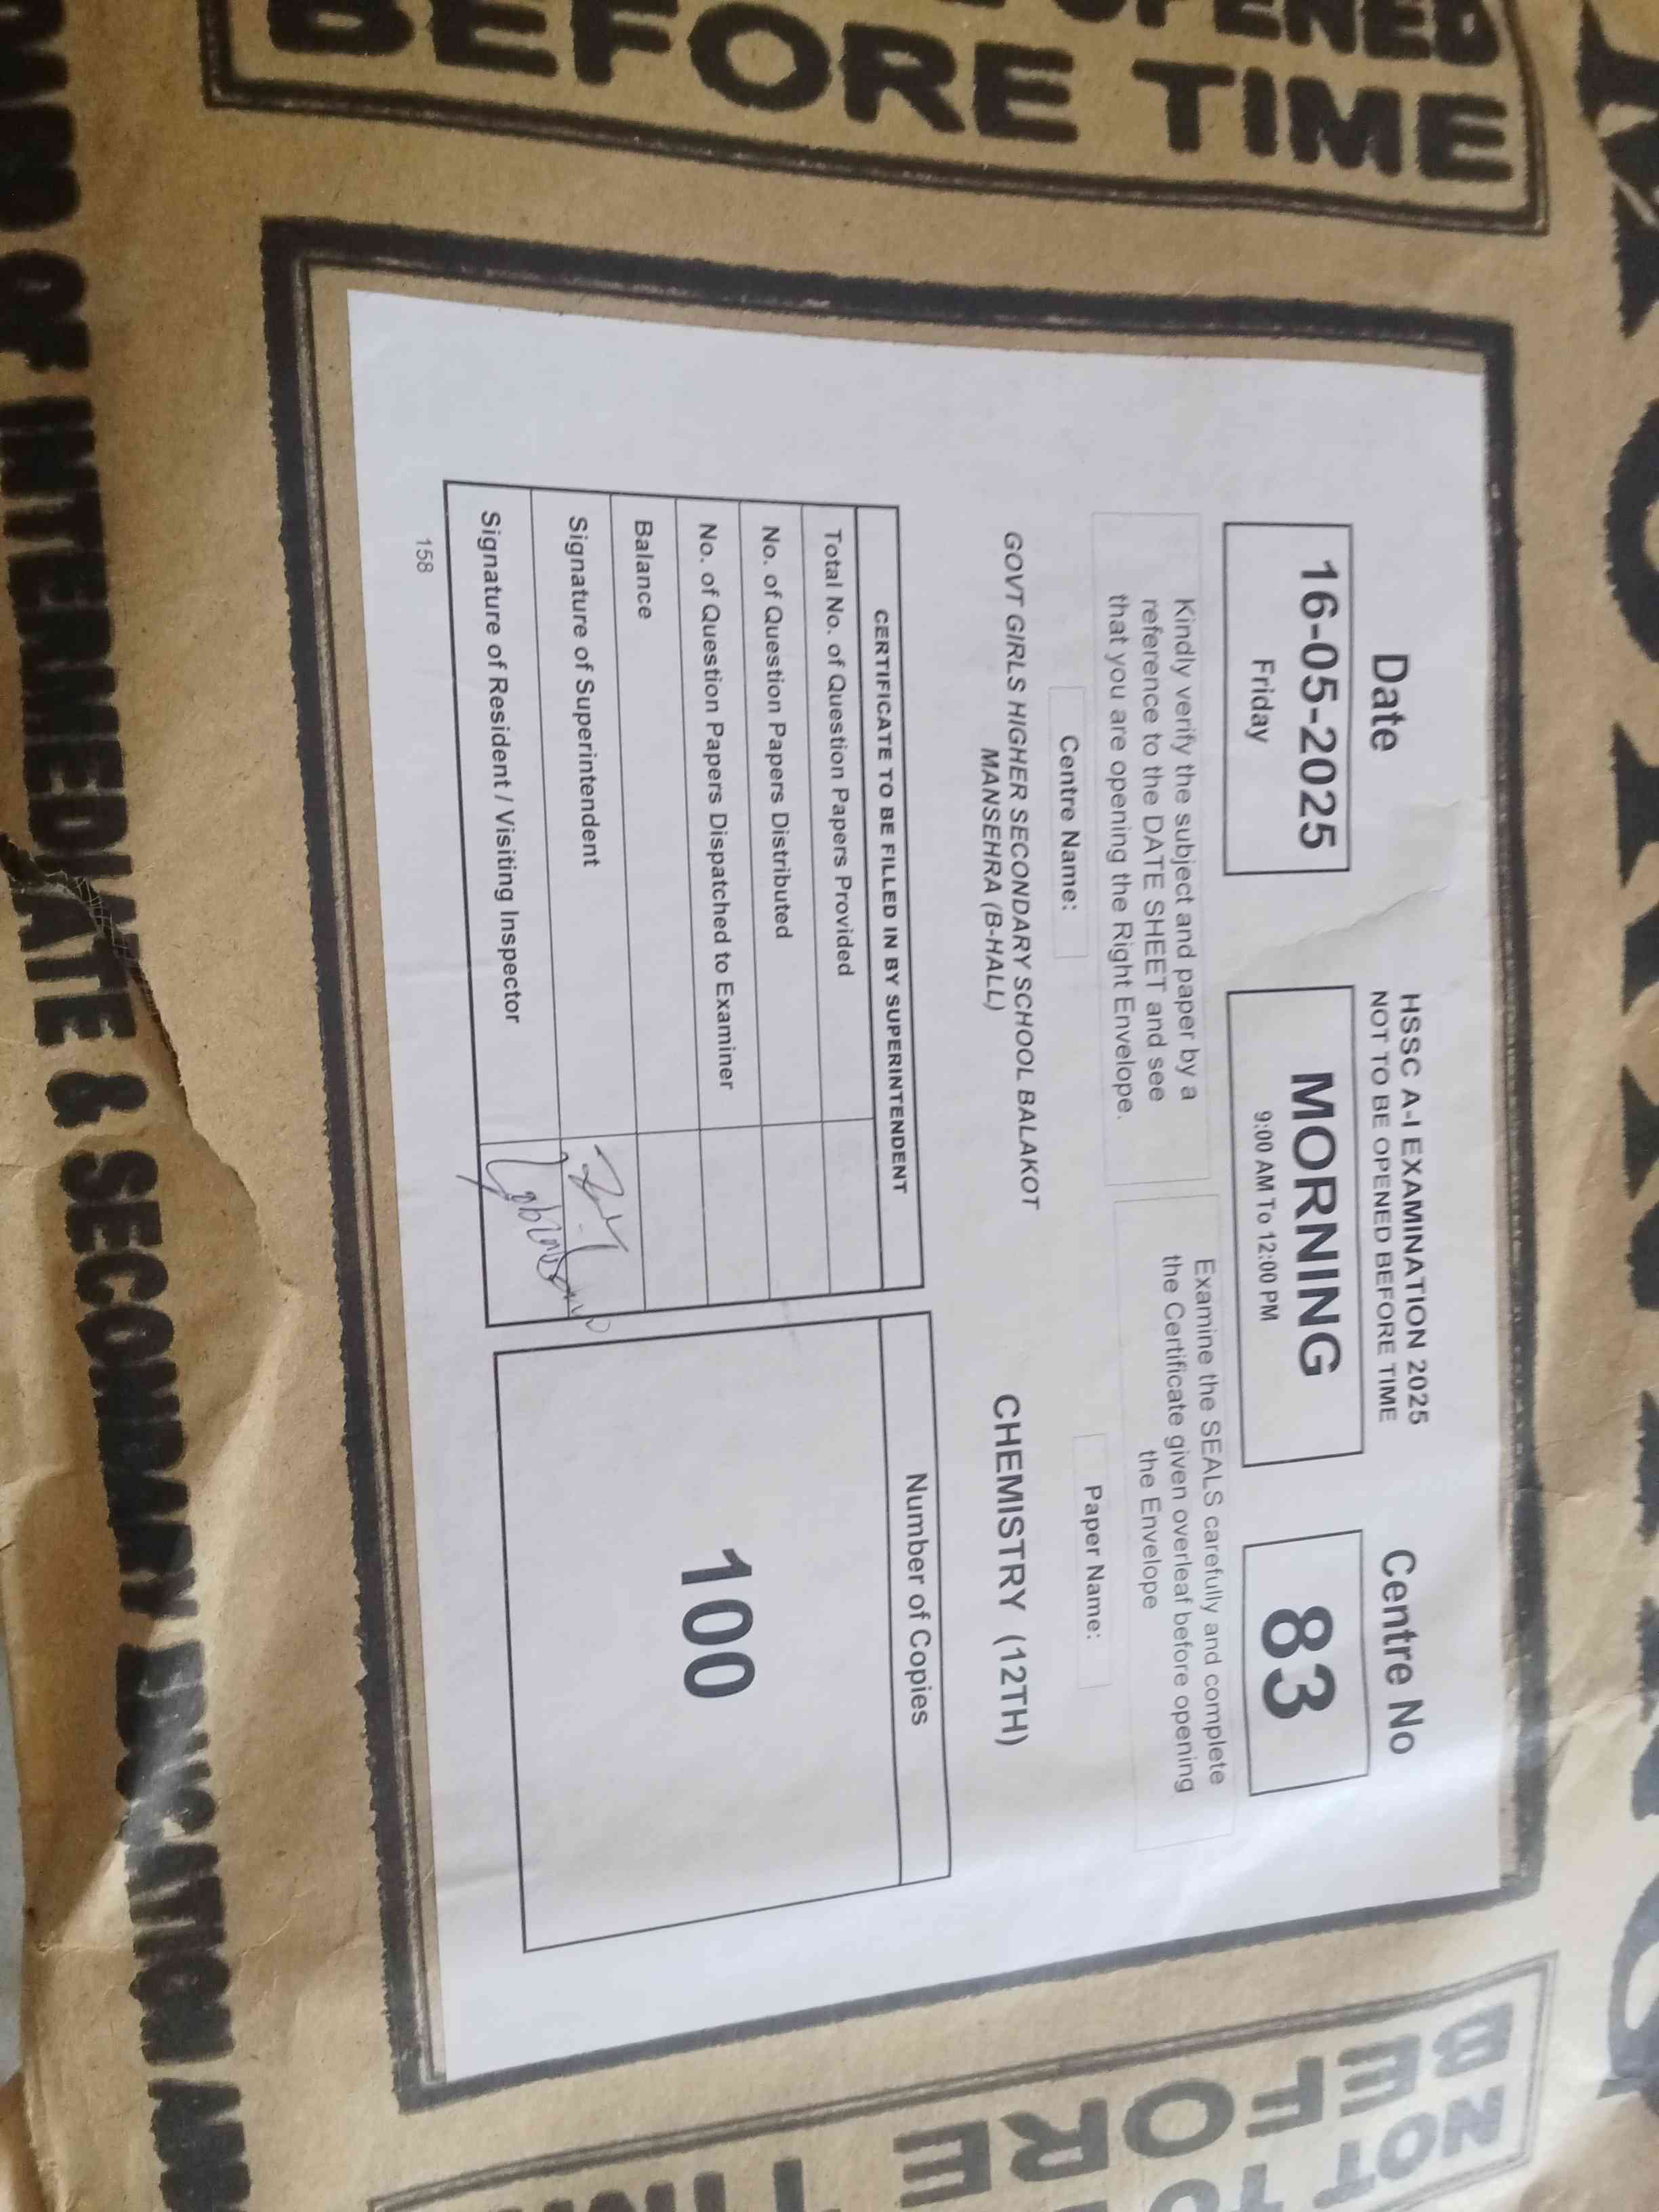 OPENED
BEFORE TIME
HSSC A-I EXAMINATION 2025
NOT TO BE OPENED BEFORE TIME
Date
Centre No
16-05-2025
Friday
MORNING
9:00 AM To 12:00 PM
83
Kindly verify the subject and paper by a
reference to the DATE SHEET and see
that you are opening the Right Envelope.
Examine the SEALS carefully and complete
the Certificate given overleaf before opening
the Envelope
Centre Name:
Paper Name:
GOVT GIRLS HIGHER SECONDARY SCHOOL BALAKOT
MANSEHRA (B-HALL)
CHEMISTRY (12TH)
CERTIFICATE TO BE FILLED IN BY SUPERINTENDENT
Total No. of Question Papers Provided
No. of Question Papers Distributed
No. of Question Papers Dispatched to Examiner
Balance
Signature of Superintendent
Signature of Resident / Visiting Inspector
Number of Copies
100
158
NOT TO
BEFORE
OF INTERMEDIATE & SECONDARY EDUCATION